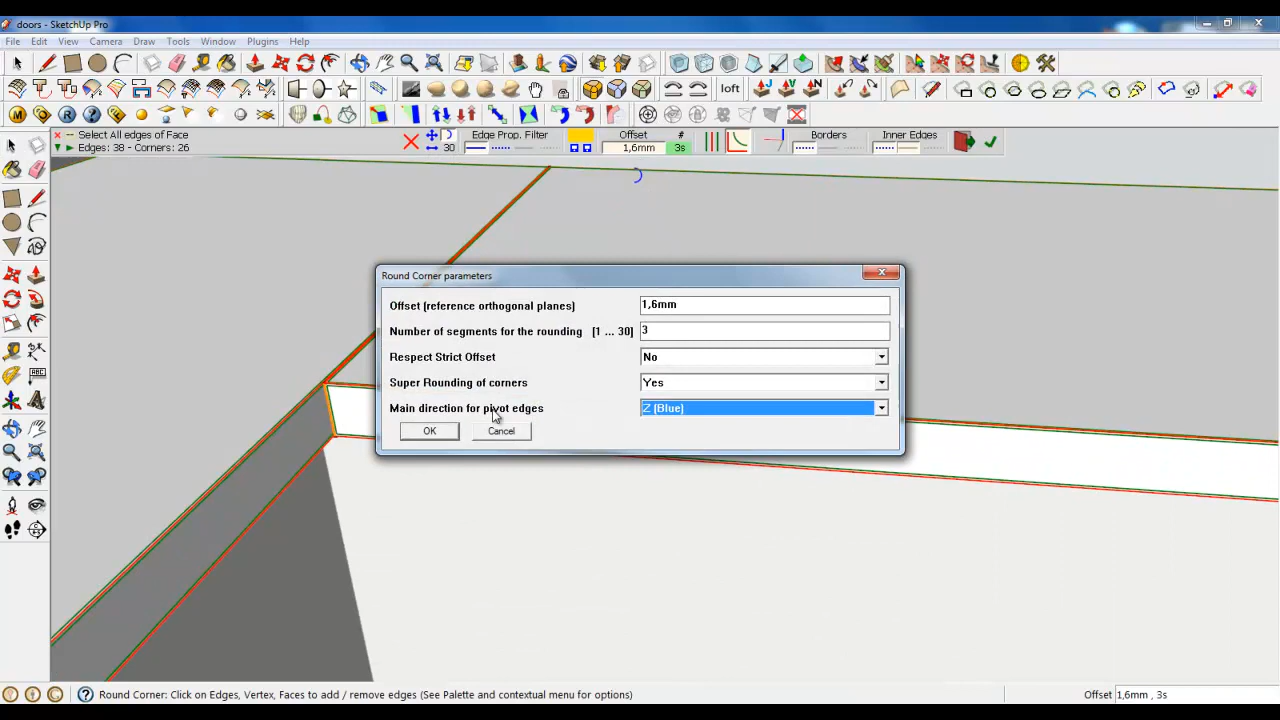 doors - SketchUp Pro
File Edit View Camera Draw Tools Window Plugins Help
loft
Select All edges of Face
Edges: 38 - Corners: 20
30
Edge Prop. Filter
Offset
#
1,6mm
3s
Borders
Inner Edges
Round Corner parameters
Offset (reference orthogonal planes) 1,6mm
Number of segments for the rounding [1 ... 30] 3
Respect Strict Offset No
Super Rounding of corners Yes
Main direction for pivot edges Z (Blue)
OK Cancel
Round Corner: Click on Edges, Vertex, Faces to add / remove edges (See Palette and contextual menu for options)
Offset 1,6mm , 3s